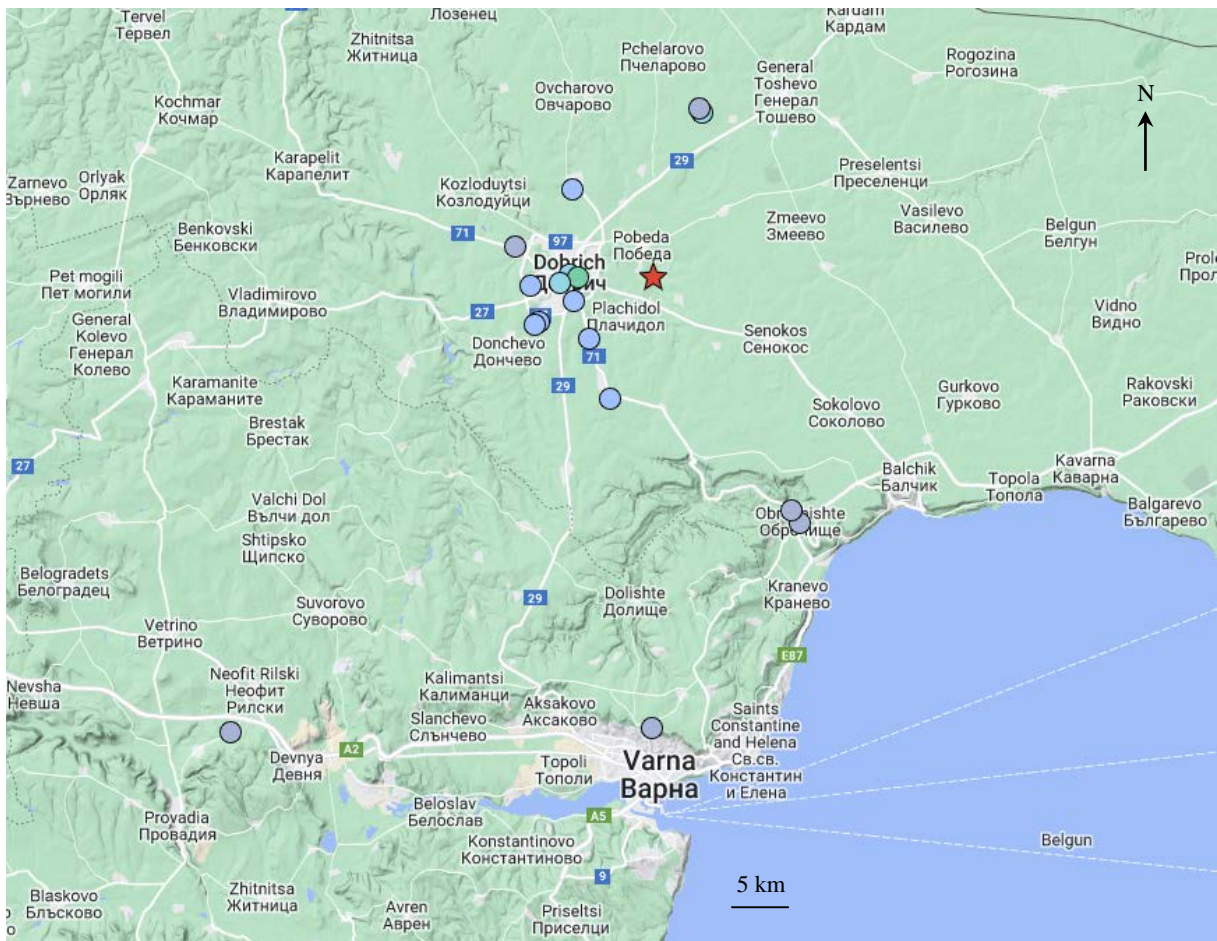 Tervel
Тервел
Лозенец
Zhitnitsa
Житница
Pchelarovo
Пчеларово
Kardam
Кардам
Rogozina
Рогозина
General
Toshevo
Генерал
Тошево
Ovcharovo
Овчарово
Kochmar
Кочмар
N
Karapelit
Карапелит
29
Preselentsi
Преселенци
Orlyak
Орляк
Zarnevo
Върнево
Kozloduytsi
Козлодуйци
Zmeevo
Змеево
Vasilevo
Василево
Belgun
Белгун
Benkovski
Бенковски
71
97
Pobeda
Победа
Dobrich
Pet mogili
Пет могили
Vladimirovo
Владимирово
27
Plachidol
Плачидол
Vidno
Видно
General
Kolevo
Генерал
Колево
Donchevo
Дончево
71
Senokos
Сенокос
Karamanite
Караманите
29
Gurkovo
Гурково
Rakovski
Раковски
Brestak
Брестак
Sokolovo
Соколово
27
Balchik
Балчик
Kavarna
Каварна
Topola
Топола
Valchi Dol
Вълчи дол
Balgarevo
Българево
Shtipsko
Щипско
Belogradets
Белоградец
Dolishte
Долище
Kranevo
Кранево
29
Suvorovo
Суворово
Vetrino
Ветрино
E87
Neofit Rilski
Неофит
Рилски
Kalimantsi
Калиманци
Nevsha
Невша
Aksakovo
Аксаково
Saints
Constantine
and Helena
Св.св.
Константин
и Елена
Slanchevo
Слънчево
A2
Devnya
Девня
Topoli
Тополи
Varna
Варна
Beloslav
Белослав
A5
Provadia
Провадия
Konstantinovo
Константиново
Belgun
9
5 km
Zhitnitsa
Житница
Blaskovo
Блъсково
Avren
Аврен
Priseltsi
Приселци